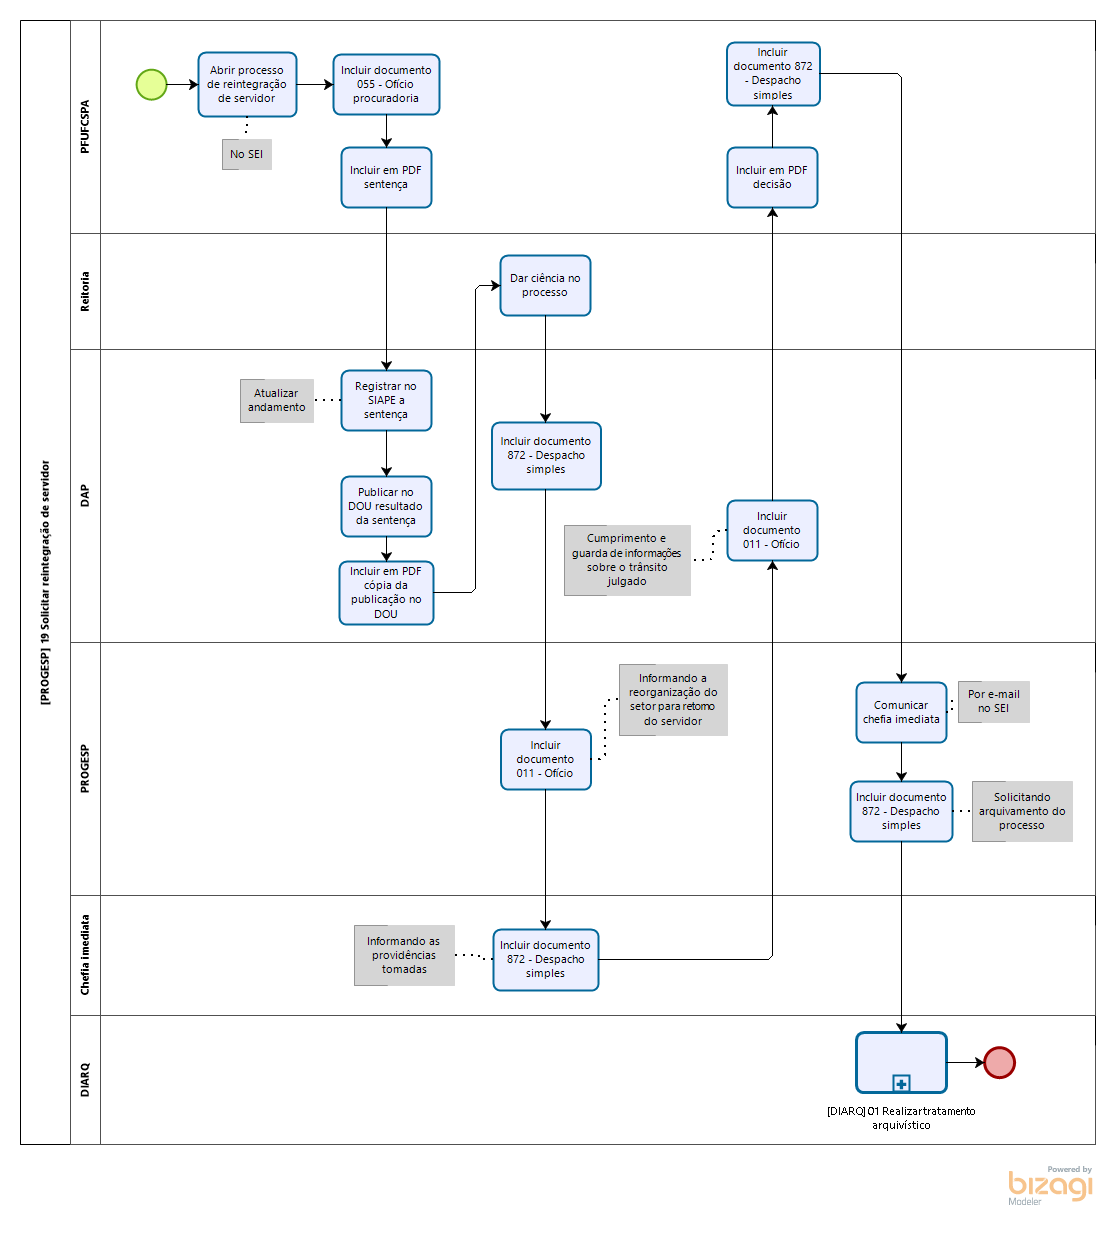 [PROGESP] 19 Solicitar reintegração de servidor
PFUFCSPA
Abrir processo
de reintegração
de servidor
No SEI
Incluir documento
055 - Ofício
procuradoria
Incluir em PDF
sentença
Incluir
documento 872
- Despacho
simples
Incluir em PDF
decisão
Reitoria
Dar ciência no
processo
DAP
Atualizar
andamento
Registrar no
SIAPE a
sentença
Publicar no
DOU resultado
da sentença
Incluir em PDF
cópia da
publicação no
DOU
Incluir documento
872 - Despacho
simples
Cumprimento e
guarda de informações
sobre o trânsito
julgado
Incluir
documento
011 - Ofício
PROGESP
Informando a
reorganização do
setor para retorno
do servidor
Incluir
documento
011 - Ofício
Comunicar
chefia imediata
Por e-mail
no SEI
Incluir documento
872 - Despacho
simples
Solicitando
arquivamento do
processo
Chefia imediata
Informando as
providências
tomadas
Incluir documento
872 - Despacho
simples
DIARQ
[DIARQ] 01 Realizar tratamento
arquivístico
Powered by
bizagi
Modeler